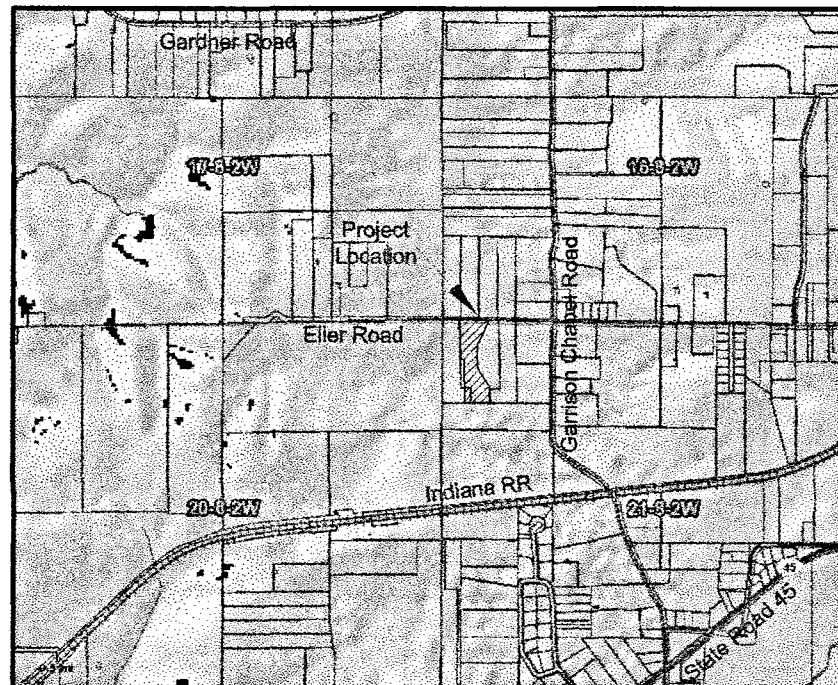 Gardner Road
17-8-2W
16-8-2W
Project
Location
Garrison Chapel Road
Eller Road
Indiana RR
20-8-2W
21-8-2W
45
State Road 45